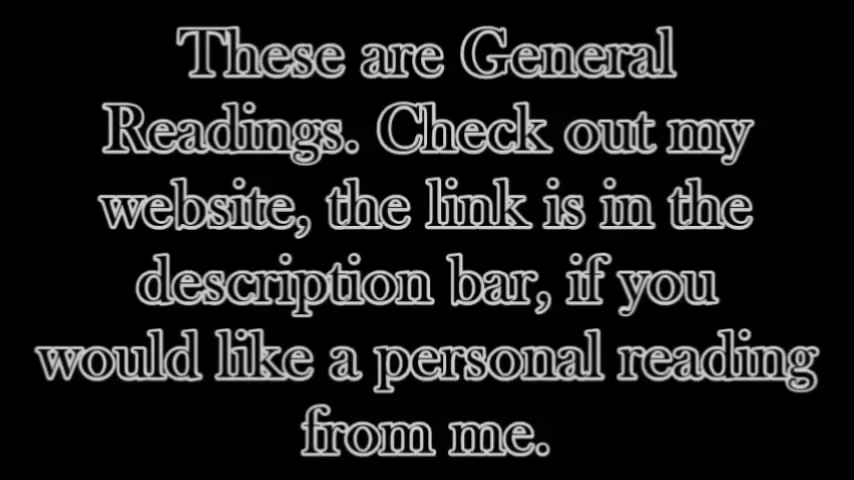 These are General
Readings. Check out my
website, the link is in the
description bar, if you
would like a personal reading
from me.